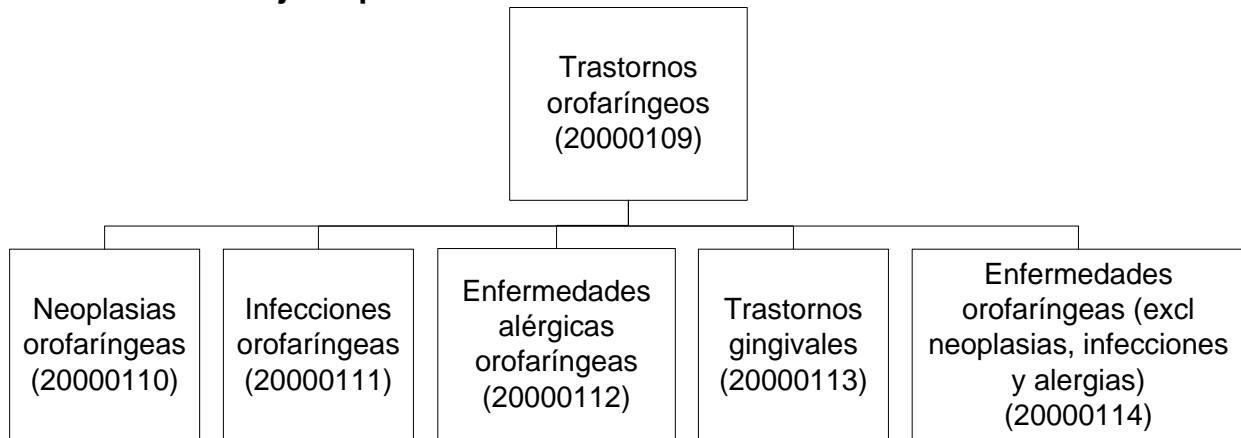 Trastornos
orofaríngeos
(20000109)
Neoplasias
orofaríngeas
(20000110)
Infecciones
orofaríngeas
(20000111)
Enfermedades
alérgicas
orofaríngeas
(20000112)
Trastornos
gingivales
(20000113)
Enfermedades
orofaríngeas (excl
neoplasias, infecciones
y alergias)
(20000114)